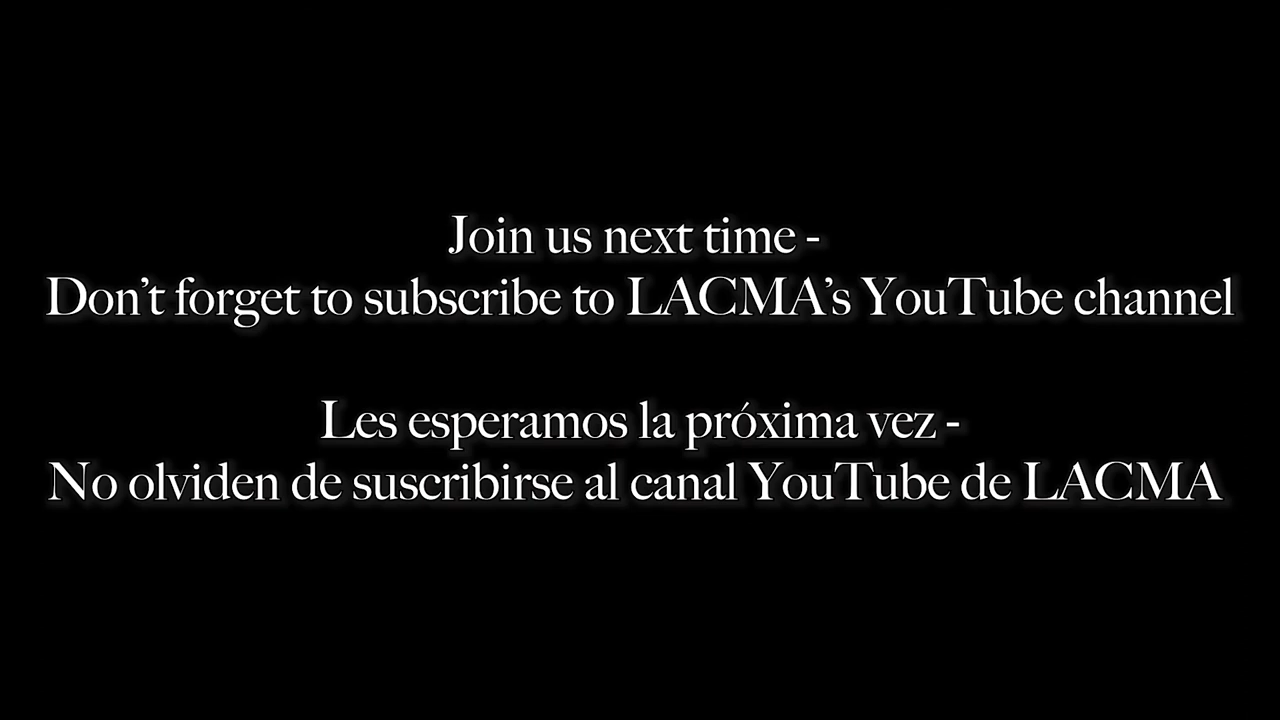 Join us next time -
Don’t forget to subscribe to LACMA’s YouTube channel
Les esperamos la próxima vez -
No olviden de suscribirse al canal YouTube de LACMA